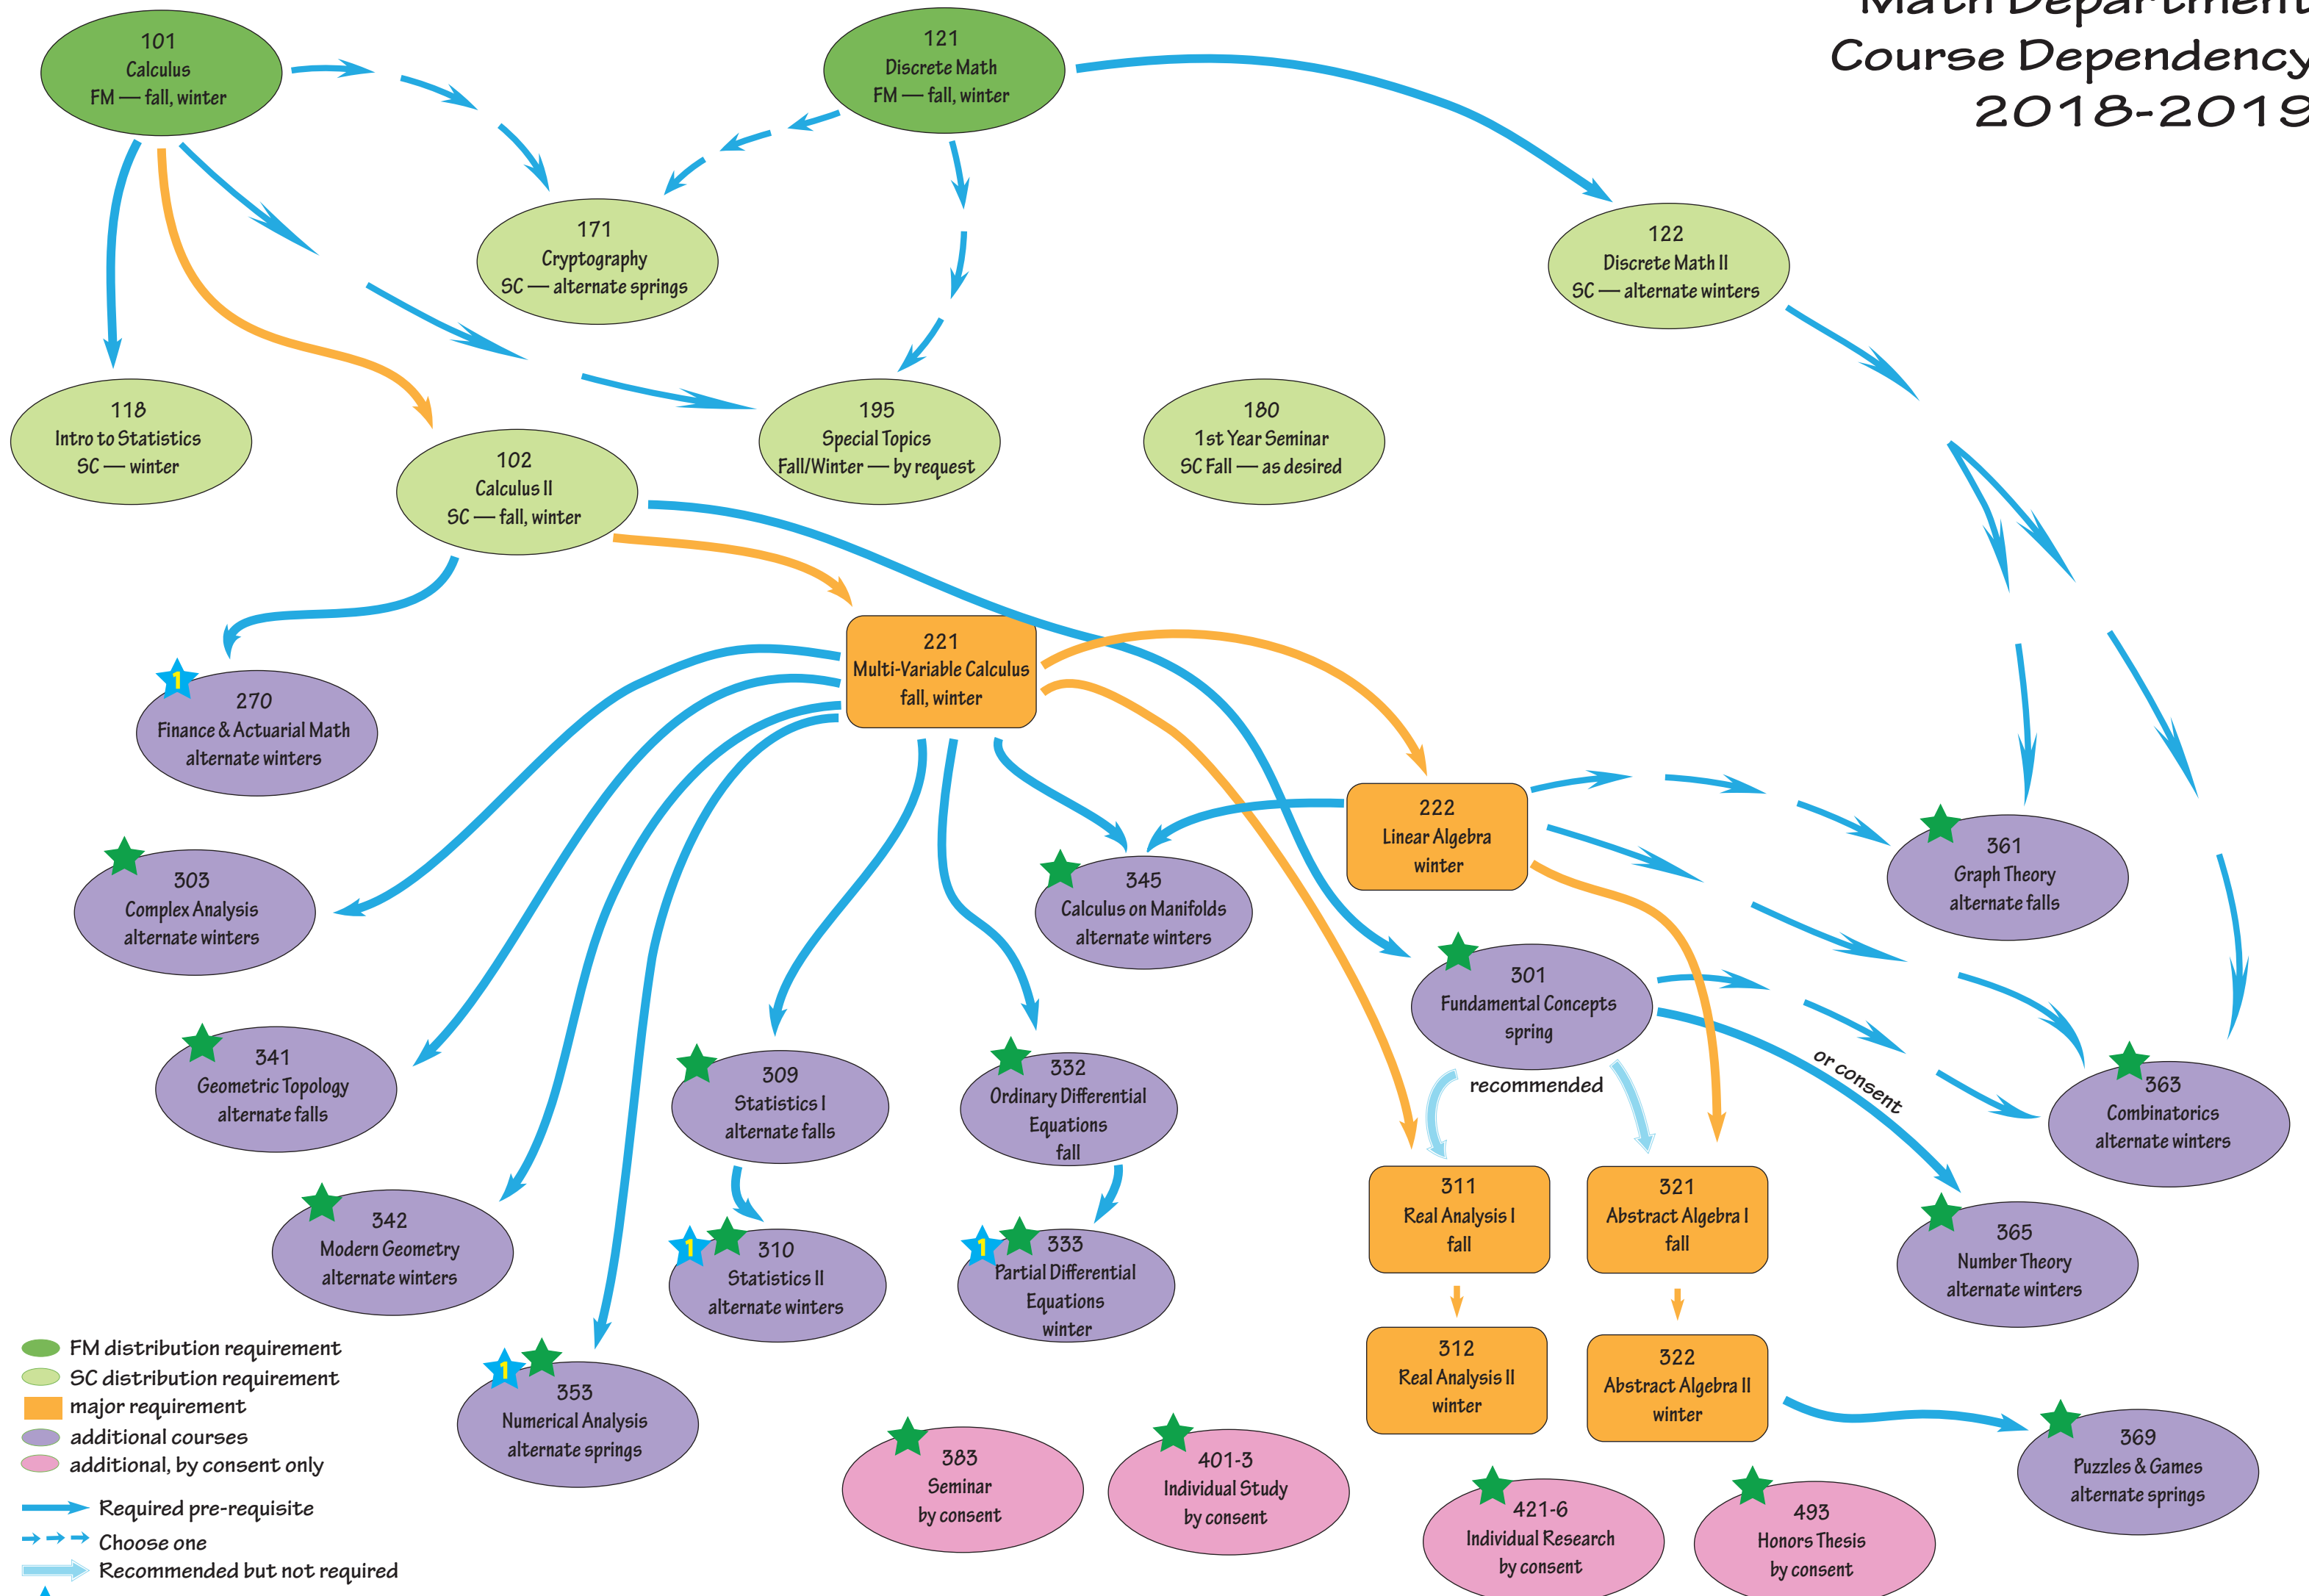 Math Department
Course Dependency
2018-2019
101
Calculus
FM — fall, winter
121
Discrete Math
FM — fall, winter
171
Cryptography
SC — alternate springs
122
Discrete Math II
SC — alternate winters
118
Intro to Statistics
SC — winter
102
Calculus II
SC — fall, winter
195
Special Topics
Fall/Winter — by request
180
1st Year Seminar
SC Fall — as desired
221
Multi-Variable Calculus
fall, winter
1
270
Finance & Actuarial Math
alternate winters
222
Linear Algebra
winter
361
Graph Theory
alternate falls
303
Complex Analysis
alternate winters
345
Calculus on Manifolds
alternate winters
301
Fundamental Concepts
spring
recommended
or consent
341
Geometric Topology
alternate falls
309
Statistics I
alternate falls
332
Ordinary Differential
Equations
fall
363
Combinatorics
alternate winters
342
Modern Geometry
alternate winters
1
310
Statistics II
alternate winters
1
333
Partial Differential
Equations
winter
311
Real Analysis I
fall
321
Abstract Algebra I
fall
365
Number Theory
alternate winters
312
Real Analysis II
winter
322
Abstract Algebra II
winter
1
353
Numerical Analysis
alternate springs
383
Seminar
by consent
401-3
Individual Study
by consent
421-6
Individual Research
by consent
493
Honors Thesis
by consent
369
Puzzles & Games
alternate springs
FM distribution requirement
SC distribution requirement
major requirement
additional courses
additional, by consent only
Required pre-requisite
Choose one
Recommended but not required